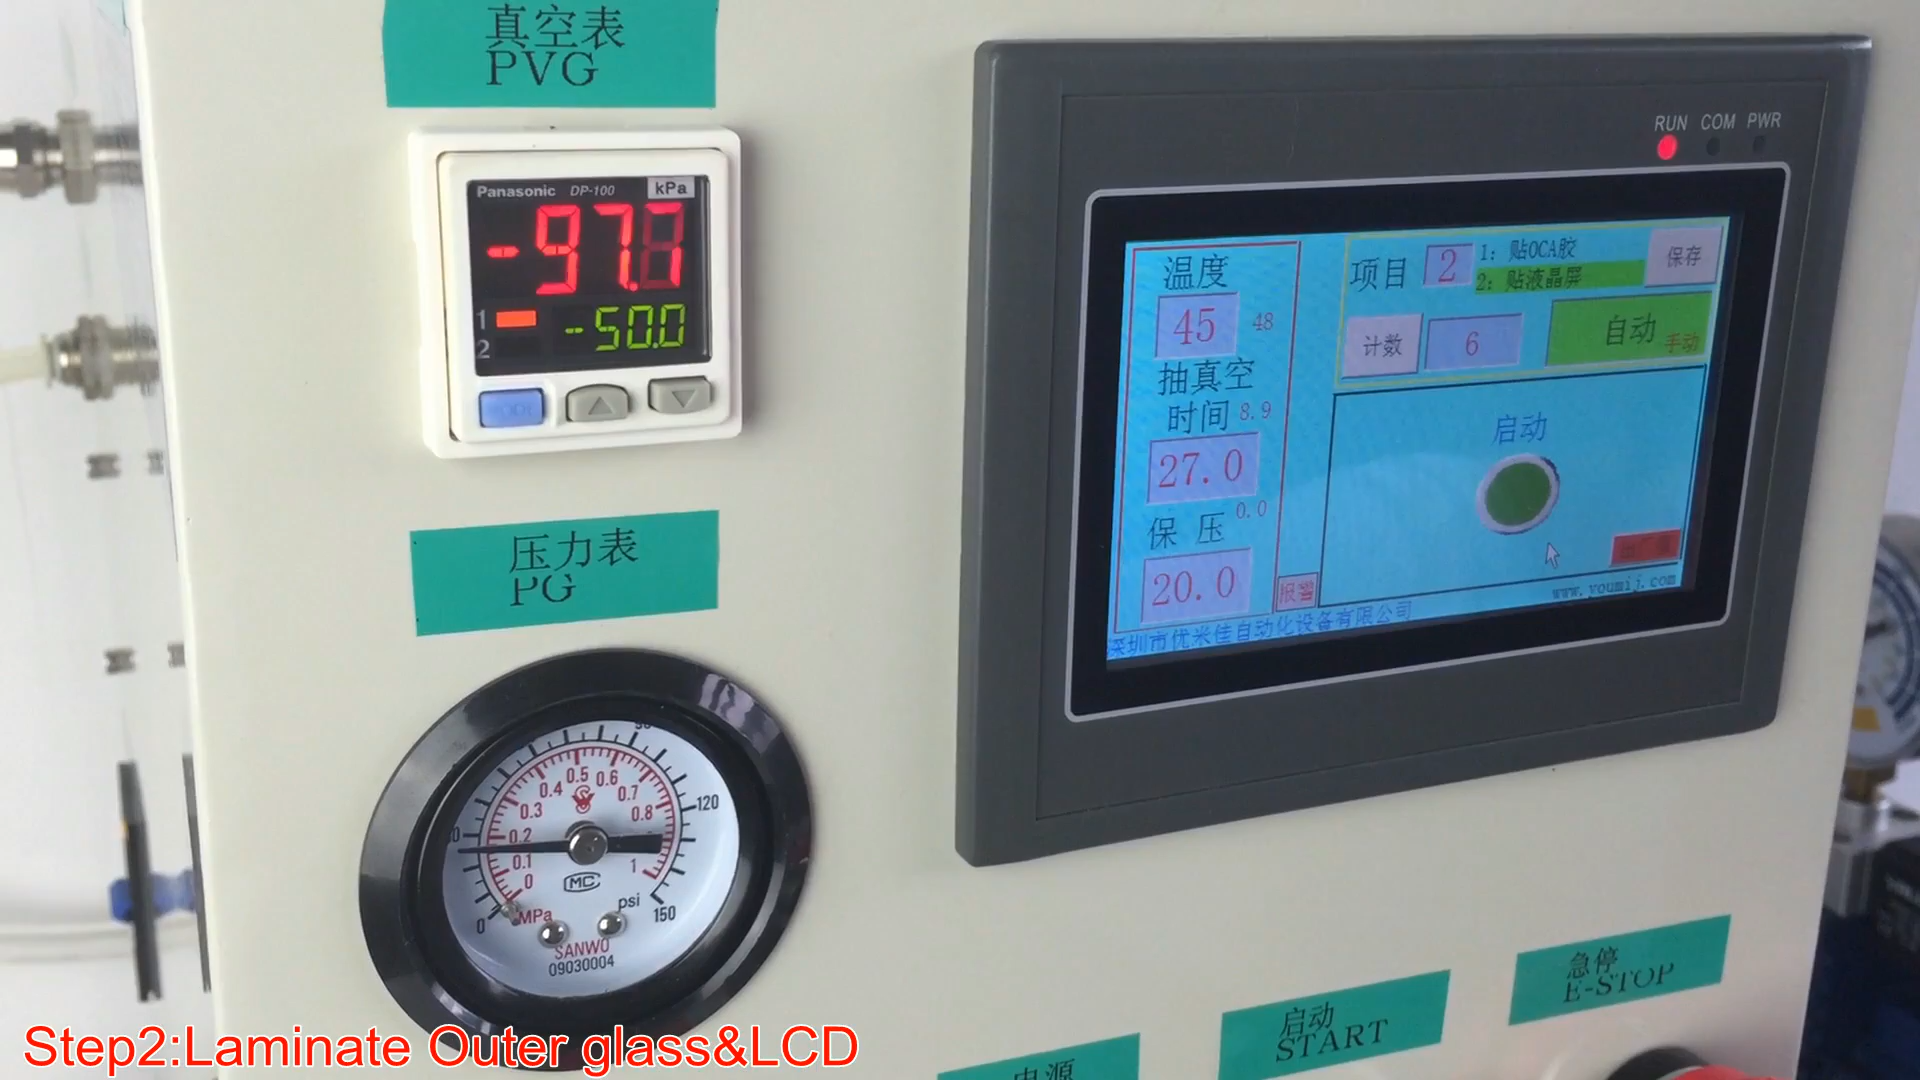 真空表
PVG
Panasonic DP-100 kPa
-97.7
1 -50.0
2
MODE
压力表
PG
0 0.1 0.2 0.3 0.4 0.5 0.6 0.7 0.8 1
0 120 150
MPa psi
MC
SANWO
09030004
RUN COM PWR
温度
45 48
抽真空
时间 8.9
27.0
保 压 0.0
20.0
报警
项目 2
1: 贴OCA胶
2: 贴液晶屏
保存
计数 6
自动 手动
启动
www.youmij.com
深圳市优米佳自动化设备有限公司
电源
启动
START
急停
E-STOP
Step2:Laminate Outer glass&LCD